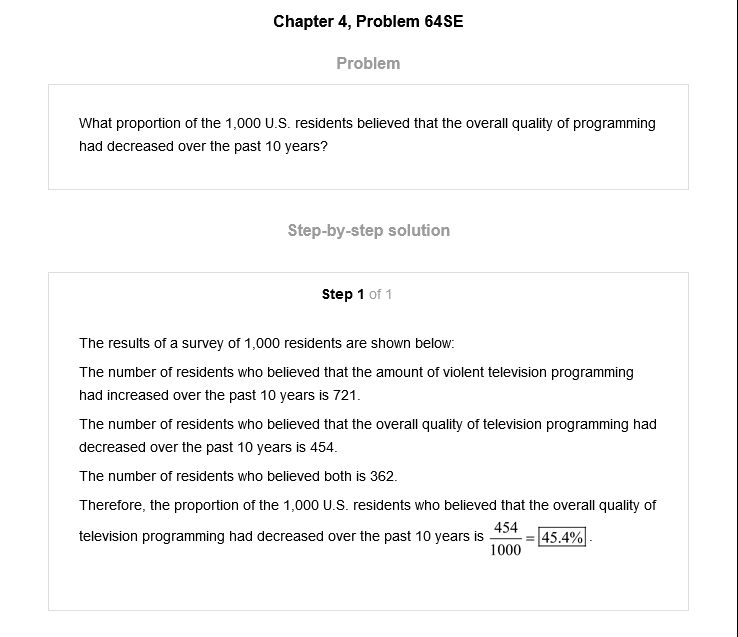 Chapter 4, Problem 64SE
Problem
What proportion of the 1,000 U.S. residents believed that the overall quality of programming
had decreased over the past 10 years?
Step-by-step solution
Step 1 of 1
The results of a survey of 1,000 residents are shown below:
The number of residents who believed that the amount of violent television programming
had increased over the past 10 years is 721.
The number of residents who believed that the overall quality of television programming had
decreased over the past 10 years is 454.
The number of residents who believed both is 362.
Therefore, the proportion of the 1,000 U.S. residents who believed that the overall quality of
television programming had decreased over the past 10 years is 454/1000 = 45.4%.